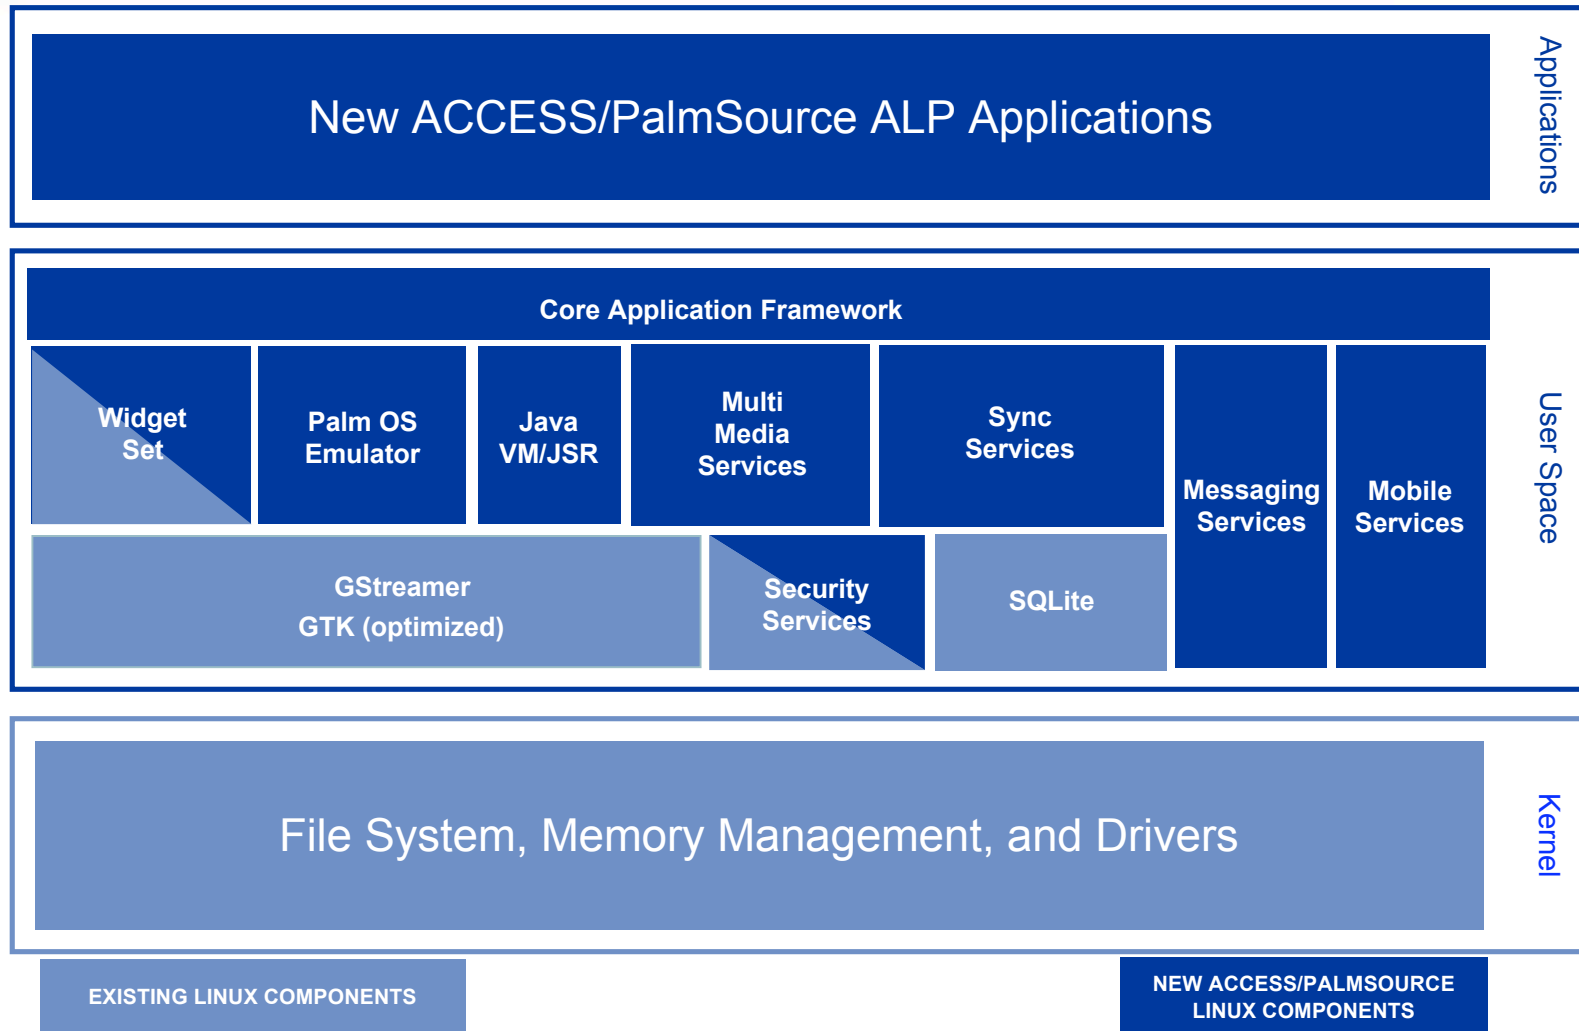 New ACCESS/PalmSource ALP Applications
Applications
Core Application Framework
Widget
Set
Palm OS
Emulator
Java
VM/JSR
Multi
Media
Services
Sync
Services
Messaging
Services
Mobile
Services
User Space
GStreamer
GTK (optimized)
Security
Services
SQLite
File System, Memory Management, and Drivers
Kernel
EXISTING LINUX COMPONENTS
NEW ACCESS/PALMSOURCE
LINUX COMPONENTS